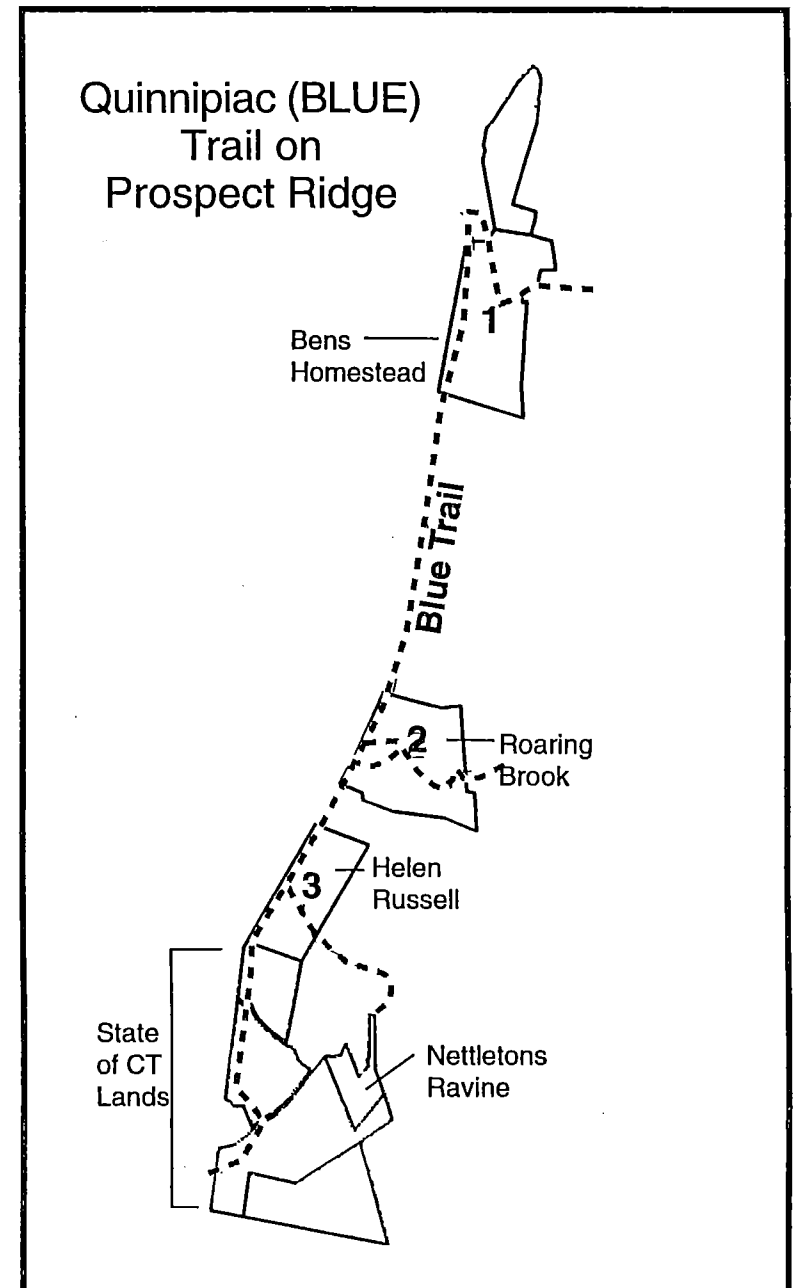 Quinnipiac (BLUE)
Trail on
Prospect Ridge
1
Bens
Homestead
Blue Trail
2
Roaring
Brook
3
Helen
Russell
State
of CT
Lands
Nettletons
Ravine